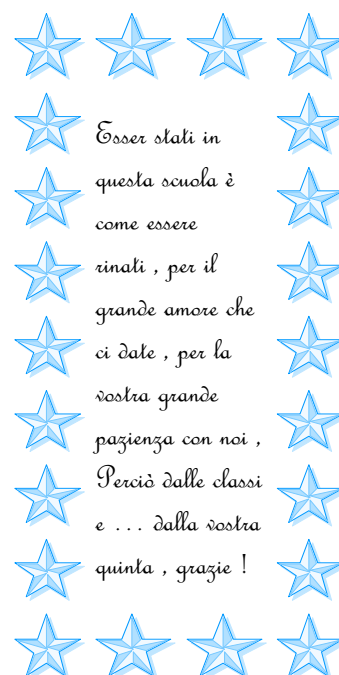 Esser stati in
questa scuola è
come essere
rinati , per il
grande amore che
ci date , per la
vostra grande
pazienza con noi ,
Perciò dalle classi
e ... dalla vostra
quinta , grazie !